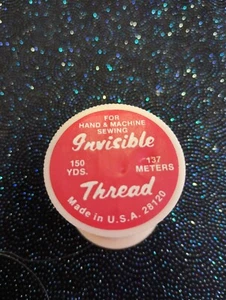 FOR
HAND & MACHINE
SEWING
Invisible
150
YDS.
137
METERS
Thread
Made in U.S.A. 28120